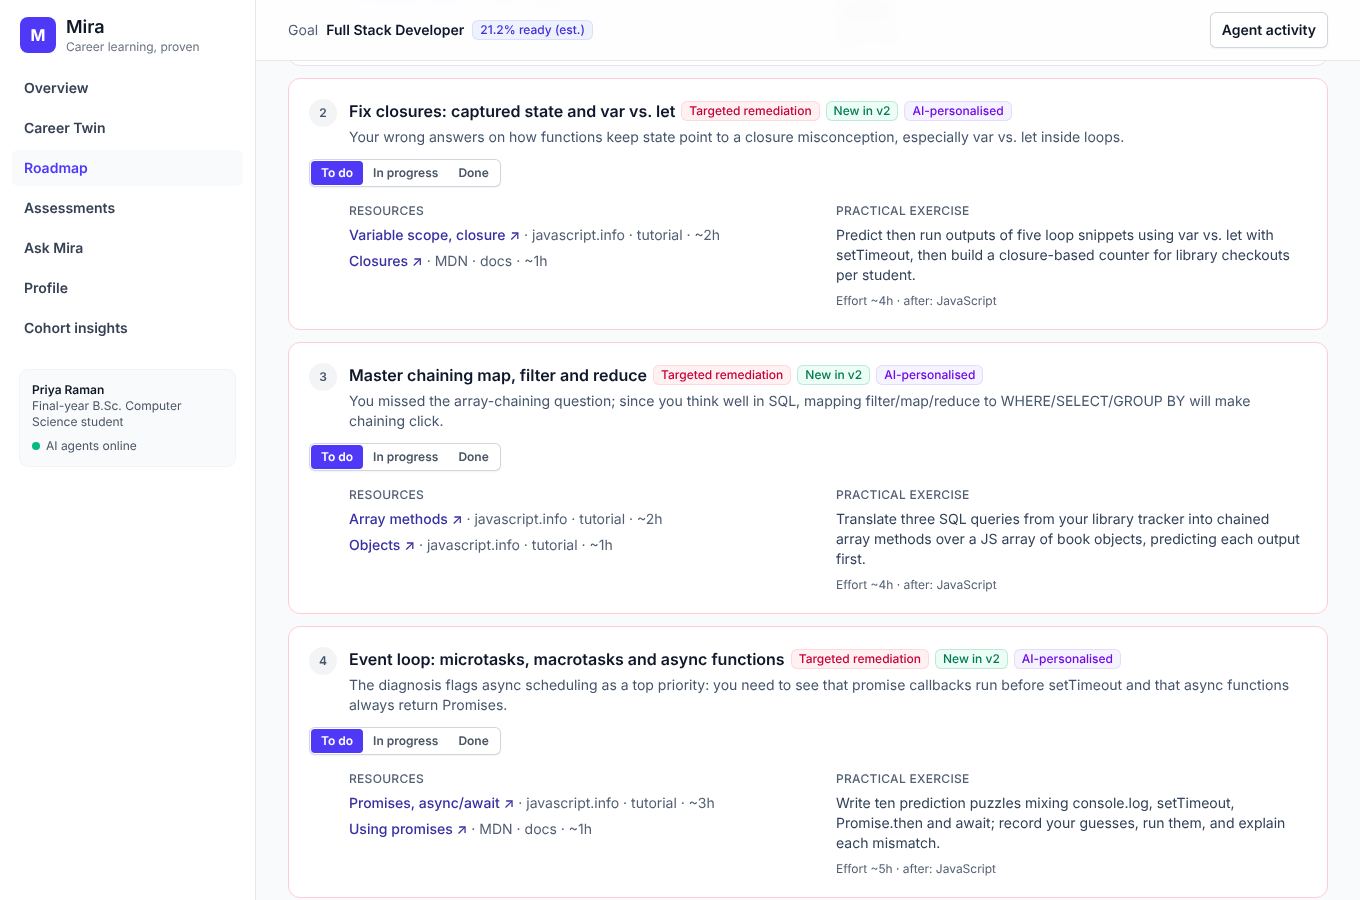 M
Mira
Career learning, proven
Overview
Career Twin
Roadmap
Assessments
Ask Mira
Profile
Cohort insights
Priya Raman
Final-year B.Sc. Computer
Science student
AI agents online
Goal Full Stack Developer 21.2% ready (est.)
Agent activity
2
Fix closures: captured state and var vs. let Targeted remediation New in v2 AI-personalised
Your wrong answers on how functions keep state point to a closure misconception, especially var vs. let inside loops.
To do In progress Done
RESOURCES
Variable scope, closure ↗ · javascript.info · tutorial · ~2h
Closures ↗ · MDN · docs · ~1h
PRACTICAL EXERCISE
Predict then run outputs of five loop snippets using var vs. let with
setTimeout, then build a closure-based counter for library checkouts
per student.
Effort ~4h · after: JavaScript
3
Master chaining map, filter and reduce Targeted remediation New in v2 AI-personalised
You missed the array-chaining question; since you think well in SQL, mapping filter/map/reduce to WHERE/SELECT/GROUP BY will make
chaining click.
To do In progress Done
RESOURCES
Array methods ↗ · javascript.info · tutorial · ~2h
Objects ↗ · javascript.info · tutorial · ~1h
PRACTICAL EXERCISE
Translate three SQL queries from your library tracker into chained
array methods over a JS array of book objects, predicting each output
first.
Effort ~4h · after: JavaScript
4
Event loop: microtasks, macrotasks and async functions Targeted remediation New in v2 AI-personalised
The diagnosis flags async scheduling as a top priority: you need to see that promise callbacks run before setTimeout and that async functions
always return Promises.
To do In progress Done
RESOURCES
Promises, async/await ↗ · javascript.info · tutorial · ~3h
Using promises ↗ · MDN · docs · ~1h
PRACTICAL EXERCISE
Write ten prediction puzzles mixing console.log, setTimeout,
Promise.then and await; record your guesses, run them, and explain
each mismatch.
Effort ~5h · after: JavaScript